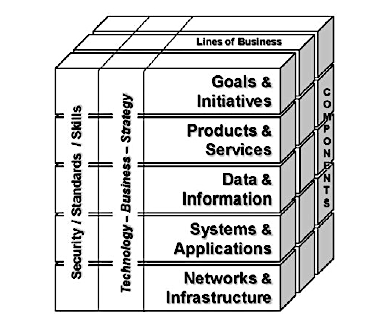 Lines of Business
Goals &
Initiatives
Products &
Services
Data &
Information
Systems &
Applications
Networks &
Infrastructure
Security / Standards / Skills
Technology – Business – Strategy
COMPONENTS